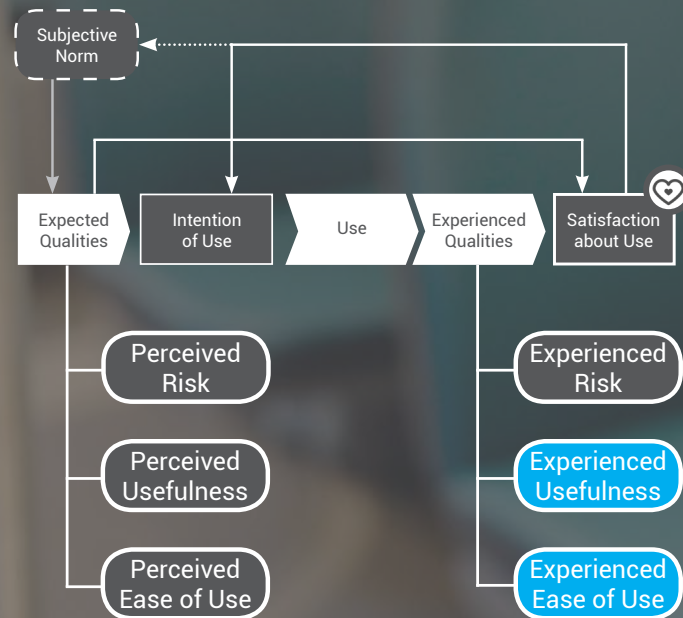 Subjective
Norm
Expected
Qualities
Intention
of Use
Use
Experienced
Qualities
Satisfaction
about Use
Perceived
Risk
Experienced
Risk
Perceived
Usefulness
Experienced
Usefulness
Perceived
Ease of Use
Experienced
Ease of Use